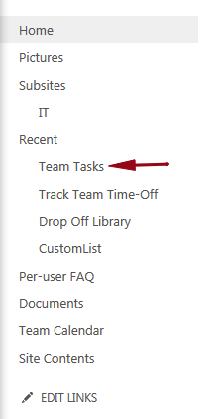 Home
Pictures
Subsites
IT
Recent
Team Tasks
Track Team Time-Off
Drop Off Library
CustomList
Per-user FAQ
Documents
Team Calendar
Site Contents
EDIT LINKS